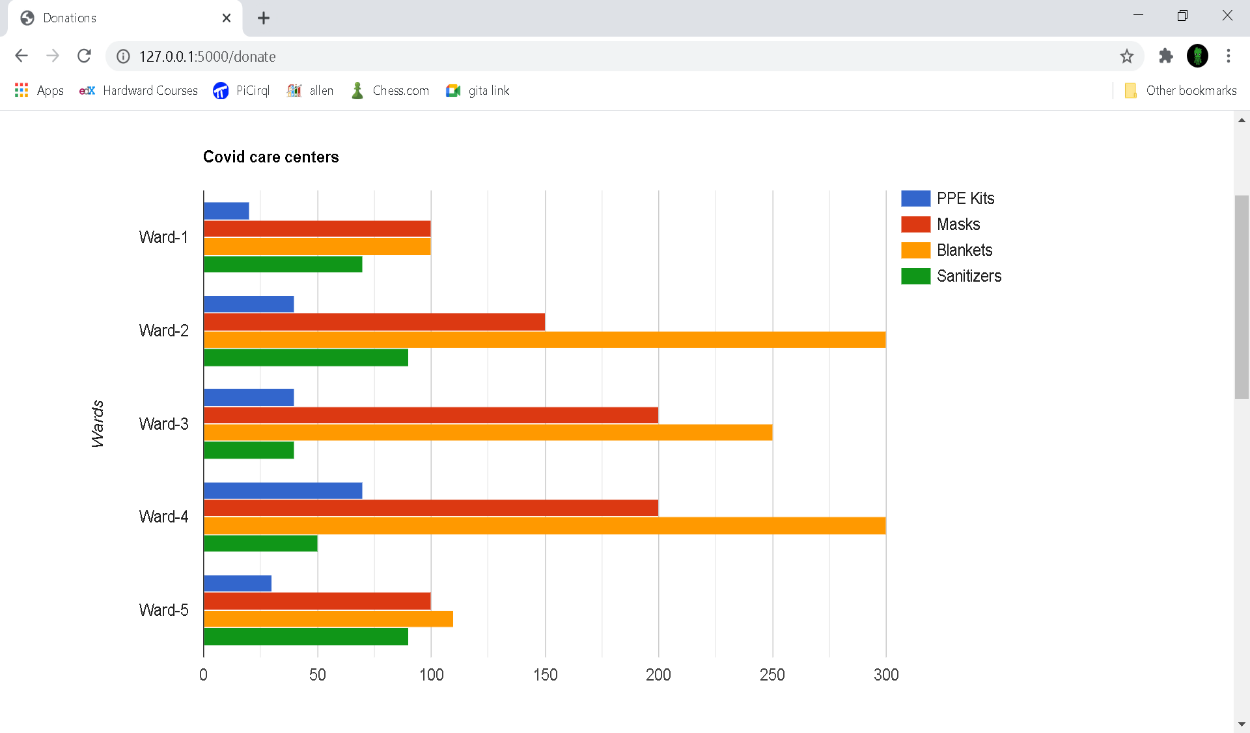 Donations
127.0.0.1:5000/donate
Apps edX Hardward Courses PiCirql allen Chess.com gita link Other bookmarks
Covid care centers
PPE Kits
Masks
Blankets
Sanitizers
Wards
Ward-1
Ward-2
Ward-3
Ward-4
Ward-5
0 50 100 150 200 250 300